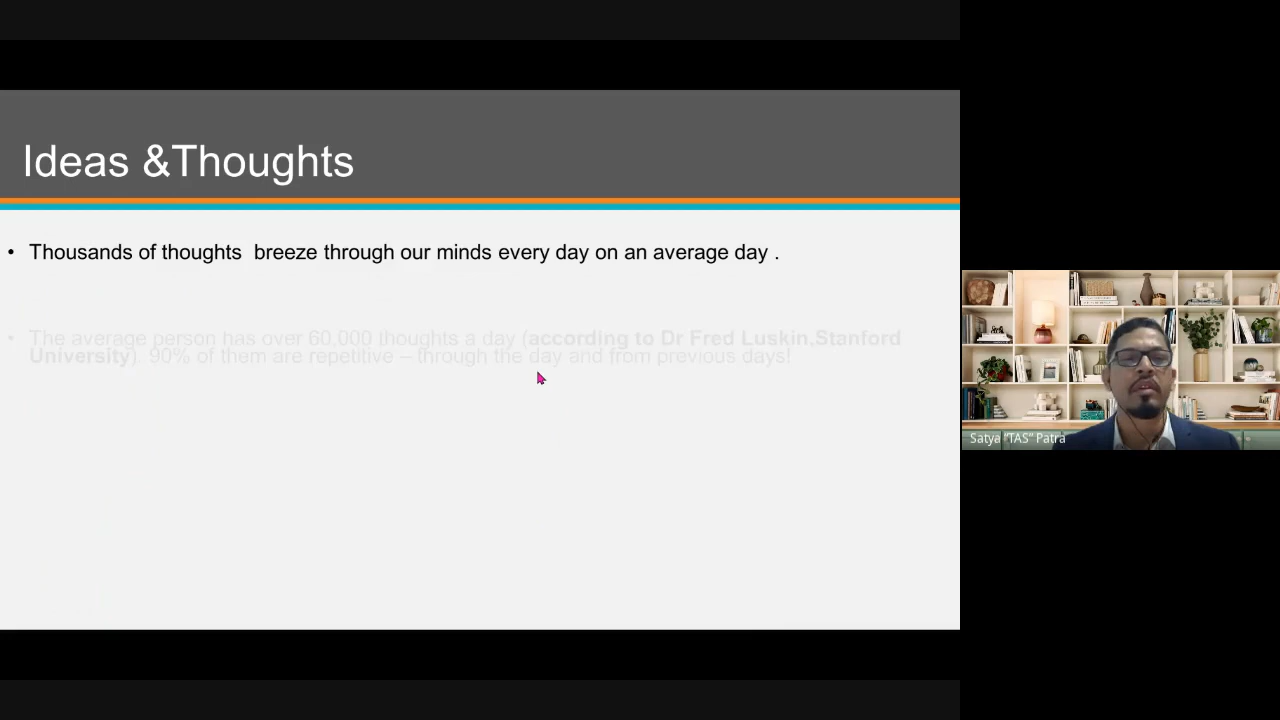 Ideas &Thoughts
• Thousands of thoughts  breeze through our minds every day on an average day .
• The average person has over 60,000 thoughts a day (according to Dr Fred Luskin,Stanford
University). 90% of them are repetitive – through the day and from previous days!
Satya "TAS" Patra